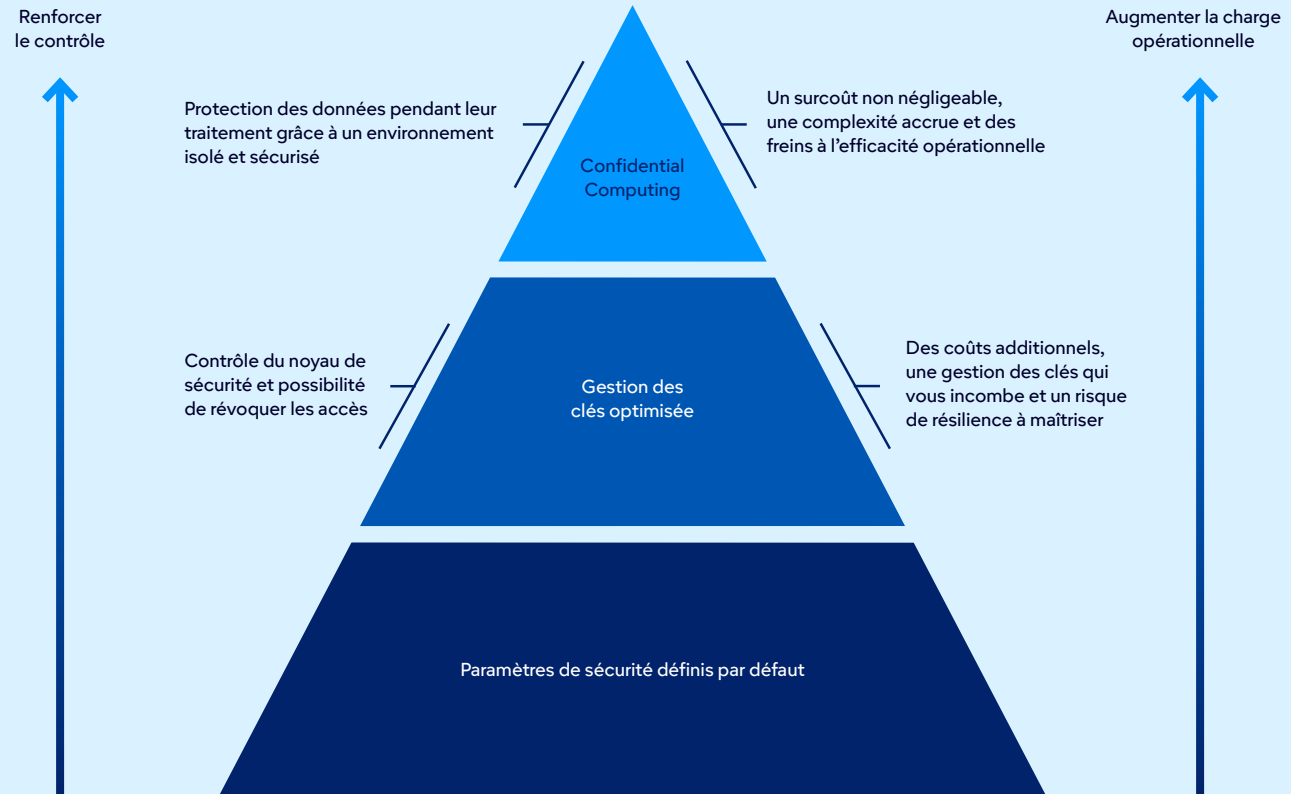 Renforcer
le contrôle
Augmenter la charge
opérationnelle
Protection des données pendant leur
traitement grâce à un environnement
isolé et sécurisé
Un surcoût non négligeable,
une complexité accrue et des
freins à l’efficacité opérationnelle
Confidential
Computing
Contrôle du noyau de
sécurité et possibilité
de révoquer les accès
Gestion des
clés optimisée
Des coûts additionnels,
une gestion des clés qui
vous incombe et un risque
de résilience à maîtriser
Paramètres de sécurité définis par défaut